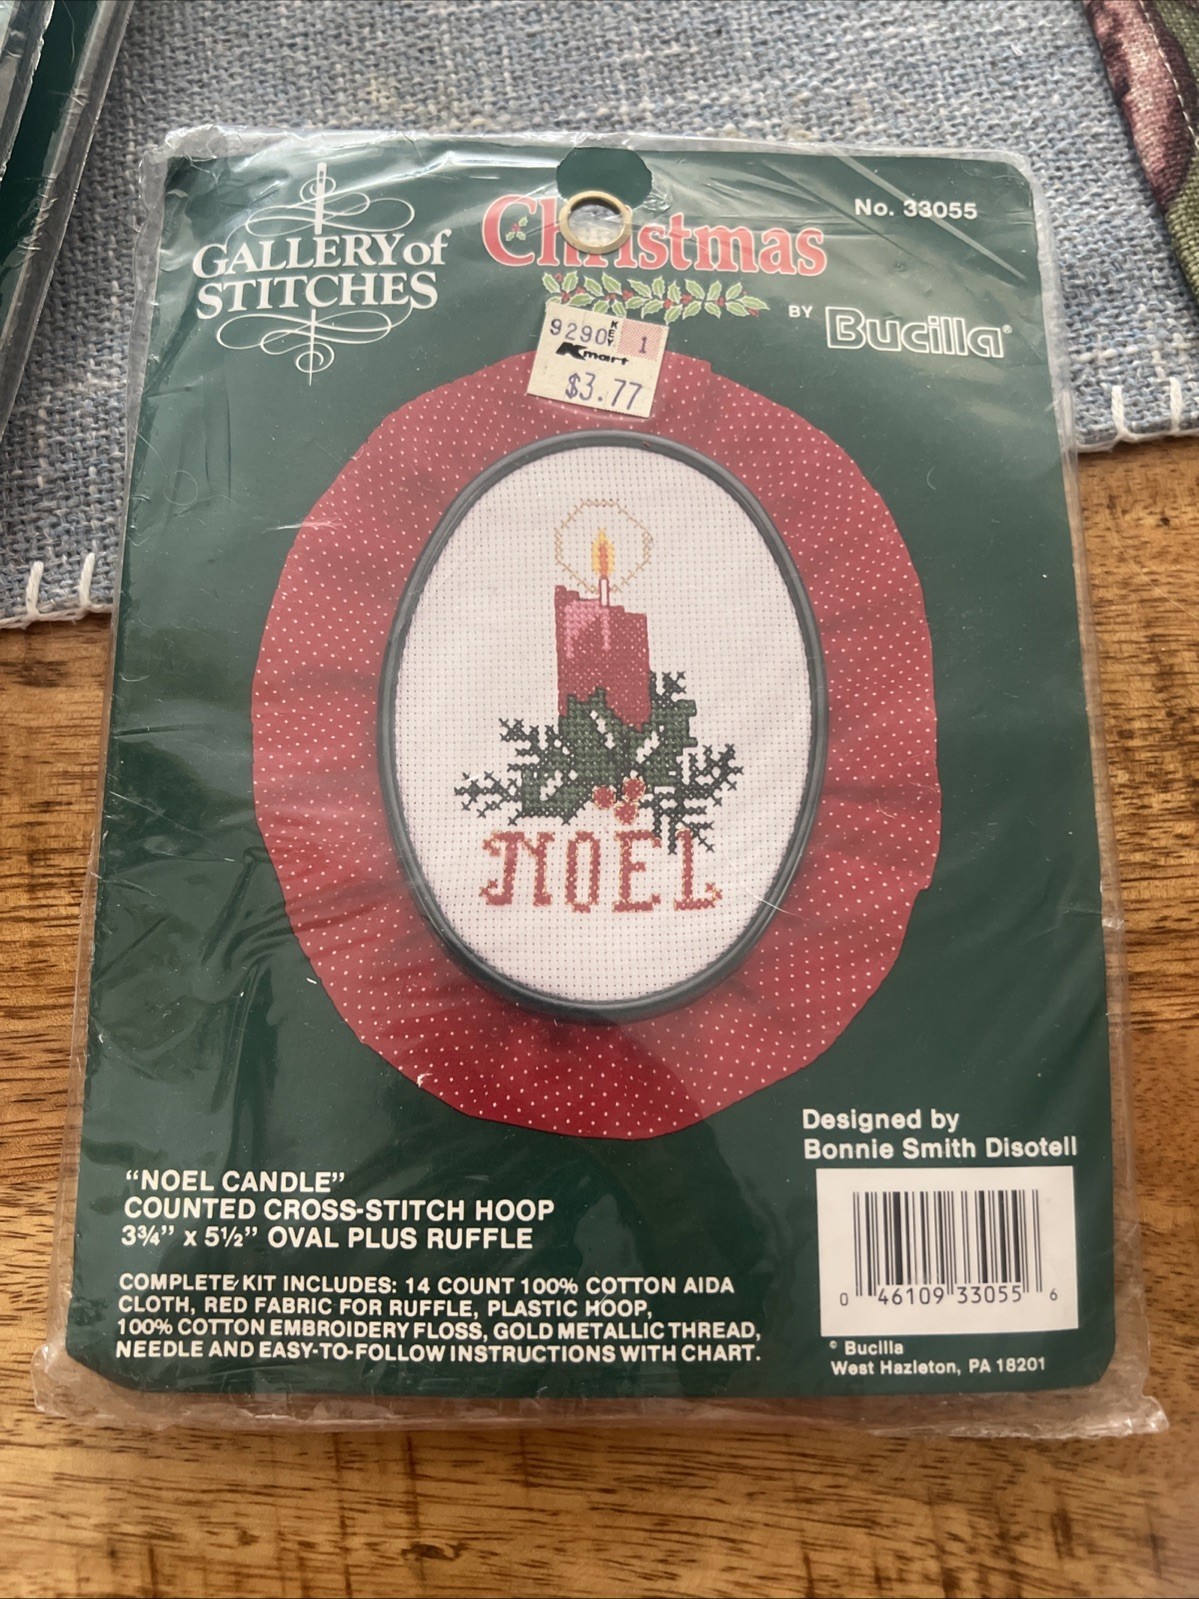 GALLERY of
STITCHES
Christmas
No. 33055
BY Bucilla®
9290 KEY 1
Kmart
$3.77
NOEL
Designed by
Bonnie Smith Disotell
"NOEL CANDLE"
COUNTED CROSS-STITCH HOOP
3¾" x 5½" OVAL PLUS RUFFLE
COMPLETE KIT INCLUDES: 14 COUNT 100% COTTON AIDA
CLOTH, RED FABRIC FOR RUFFLE, PLASTIC HOOP,
100% COTTON EMBROIDERY FLOSS, GOLD METALLIC THREAD,
NEEDLE AND EASY-TO-FOLLOW INSTRUCTIONS WITH CHART.
0 46109 33055 6
© Bucilla
West Hazleton, PA 18201